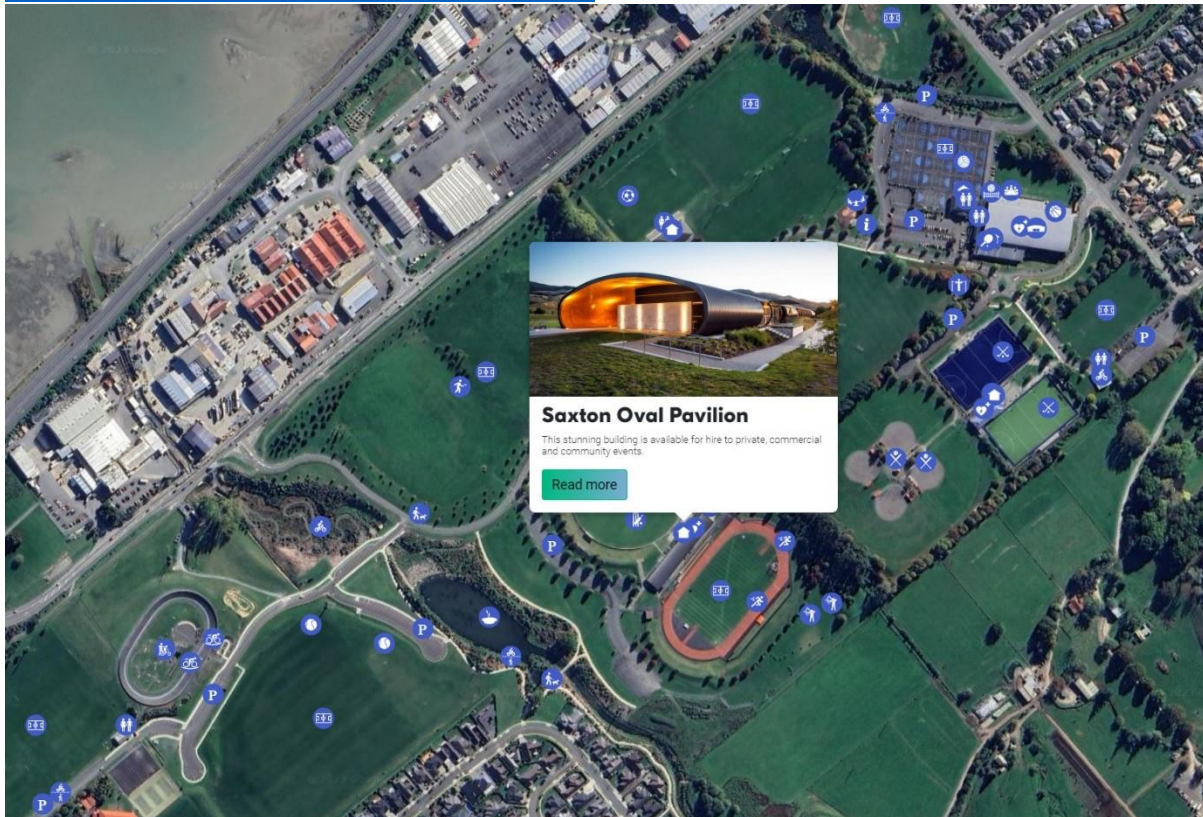 P
P
i
Saxton Oval Pavilion
This stunning building is available for hire to private, commercial
and community events.
Read more
P
P
P
P
P
P